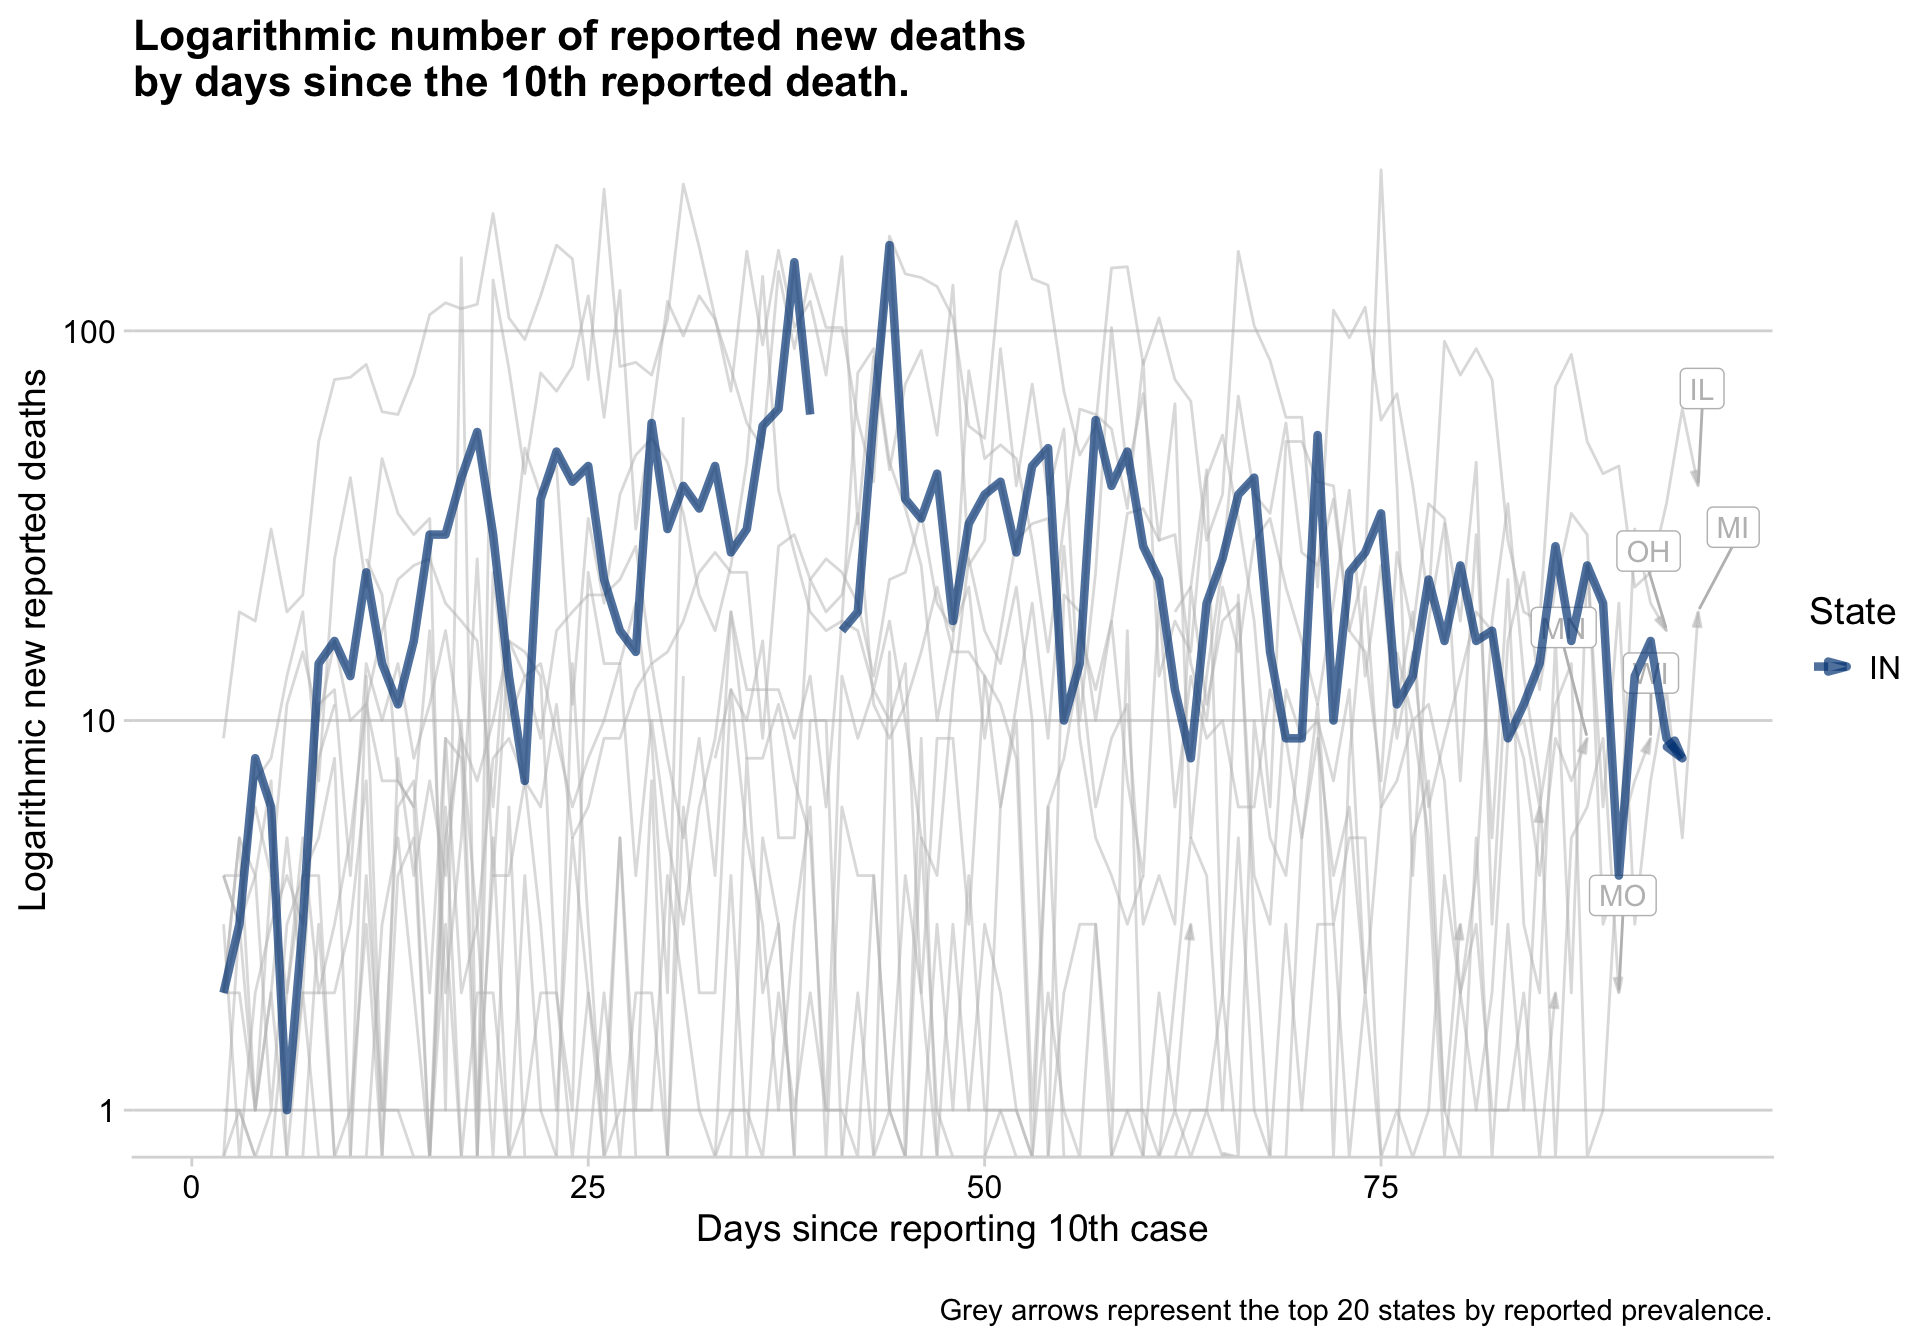 Logarithmic number of reported new deaths
by days since the 10th reported death.
Logarithmic new reported deaths
100
10
1
IL
MI
OH
MN
WI
MO
State
IN
0
25
50
75
Days since reporting 10th case
Grey arrows represent the top 20 states by reported prevalence.